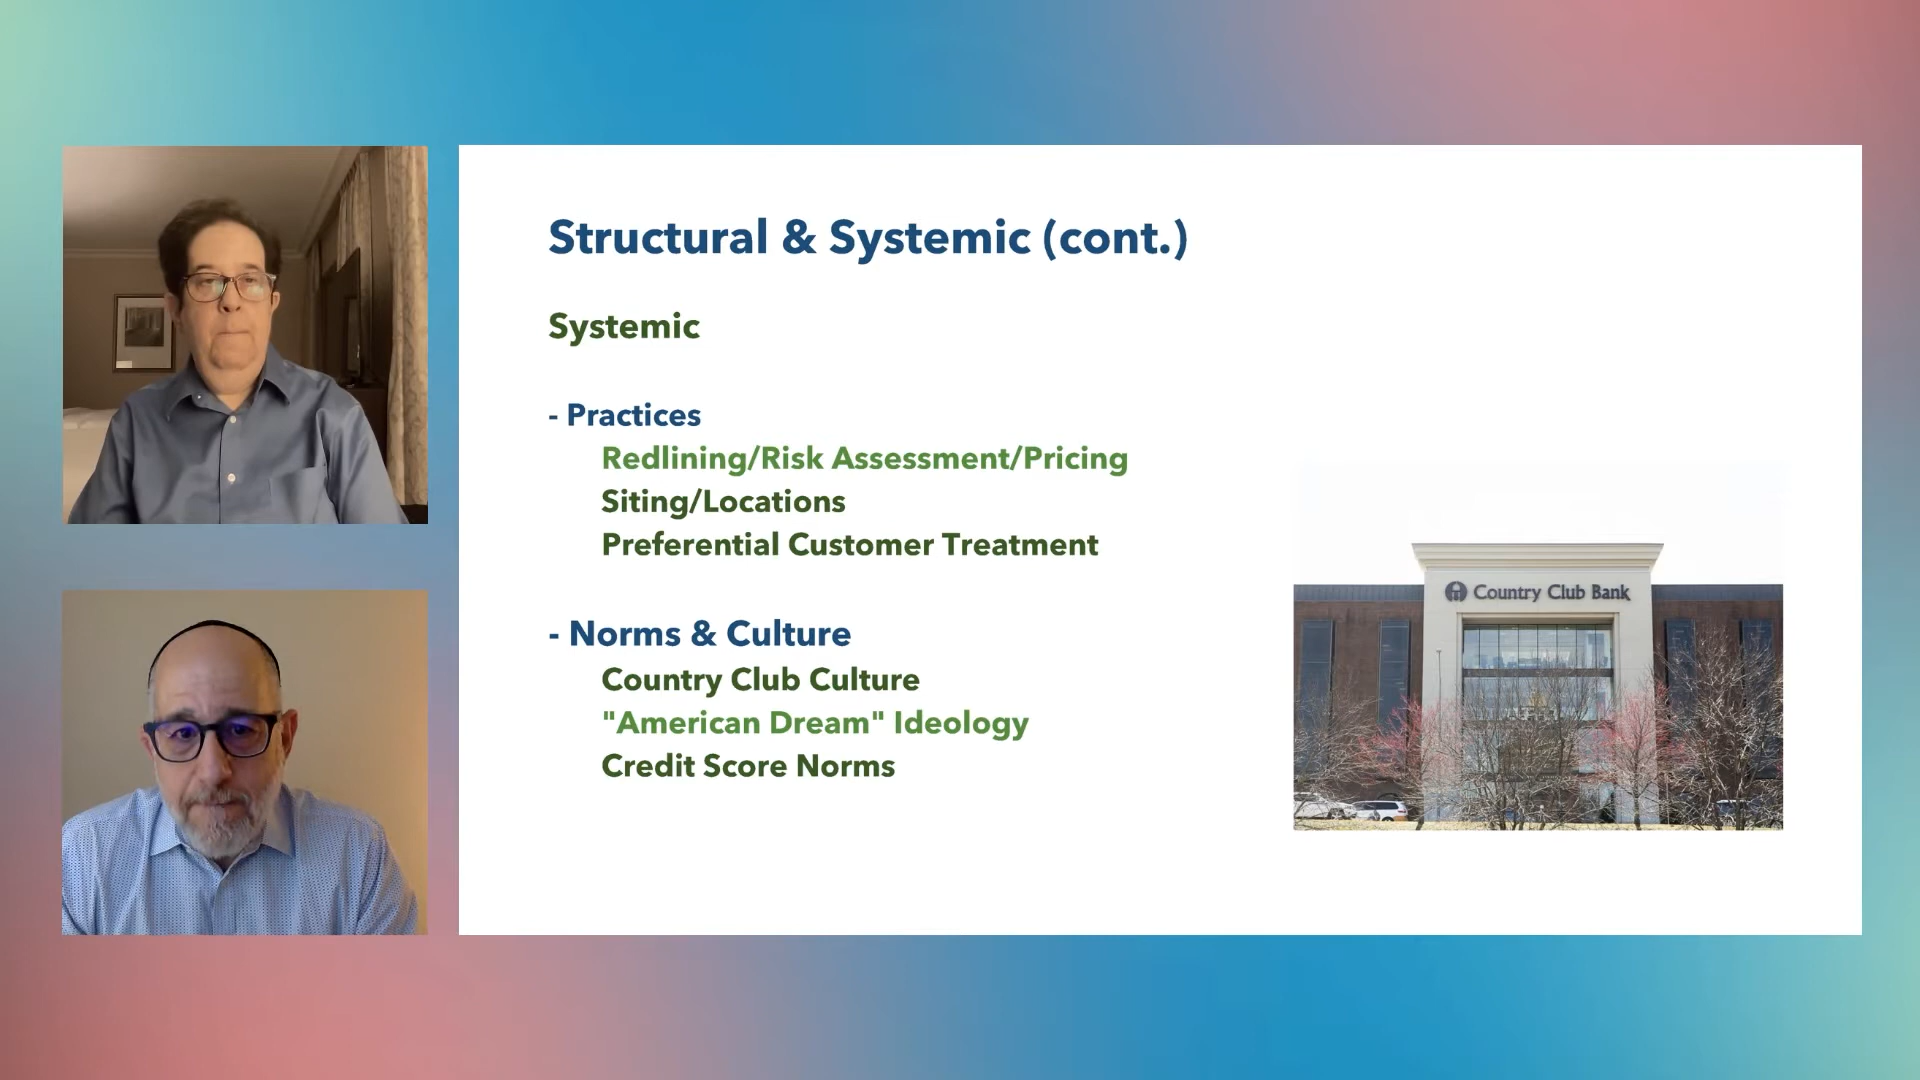 Structural & Systemic (cont.)
Systemic
- Practices
Redlining/Risk Assessment/Pricing
Siting/Locations
Preferential Customer Treatment
- Norms & Culture
Country Club Culture
"American Dream" Ideology
Credit Score Norms
Country Club Bank